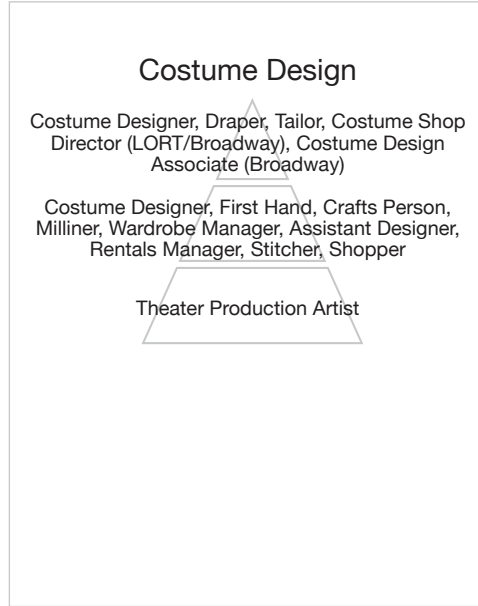 Costume Design
Costume Designer, Draper, Tailor, Costume Shop
Director (LORT/Broadway), Costume Design
Associate (Broadway)
Costume Designer, First Hand, Crafts Person,
Milliner, Wardrobe Manager, Assistant Designer,
Rentals Manager, Stitcher, Shopper
Theater Production Artist